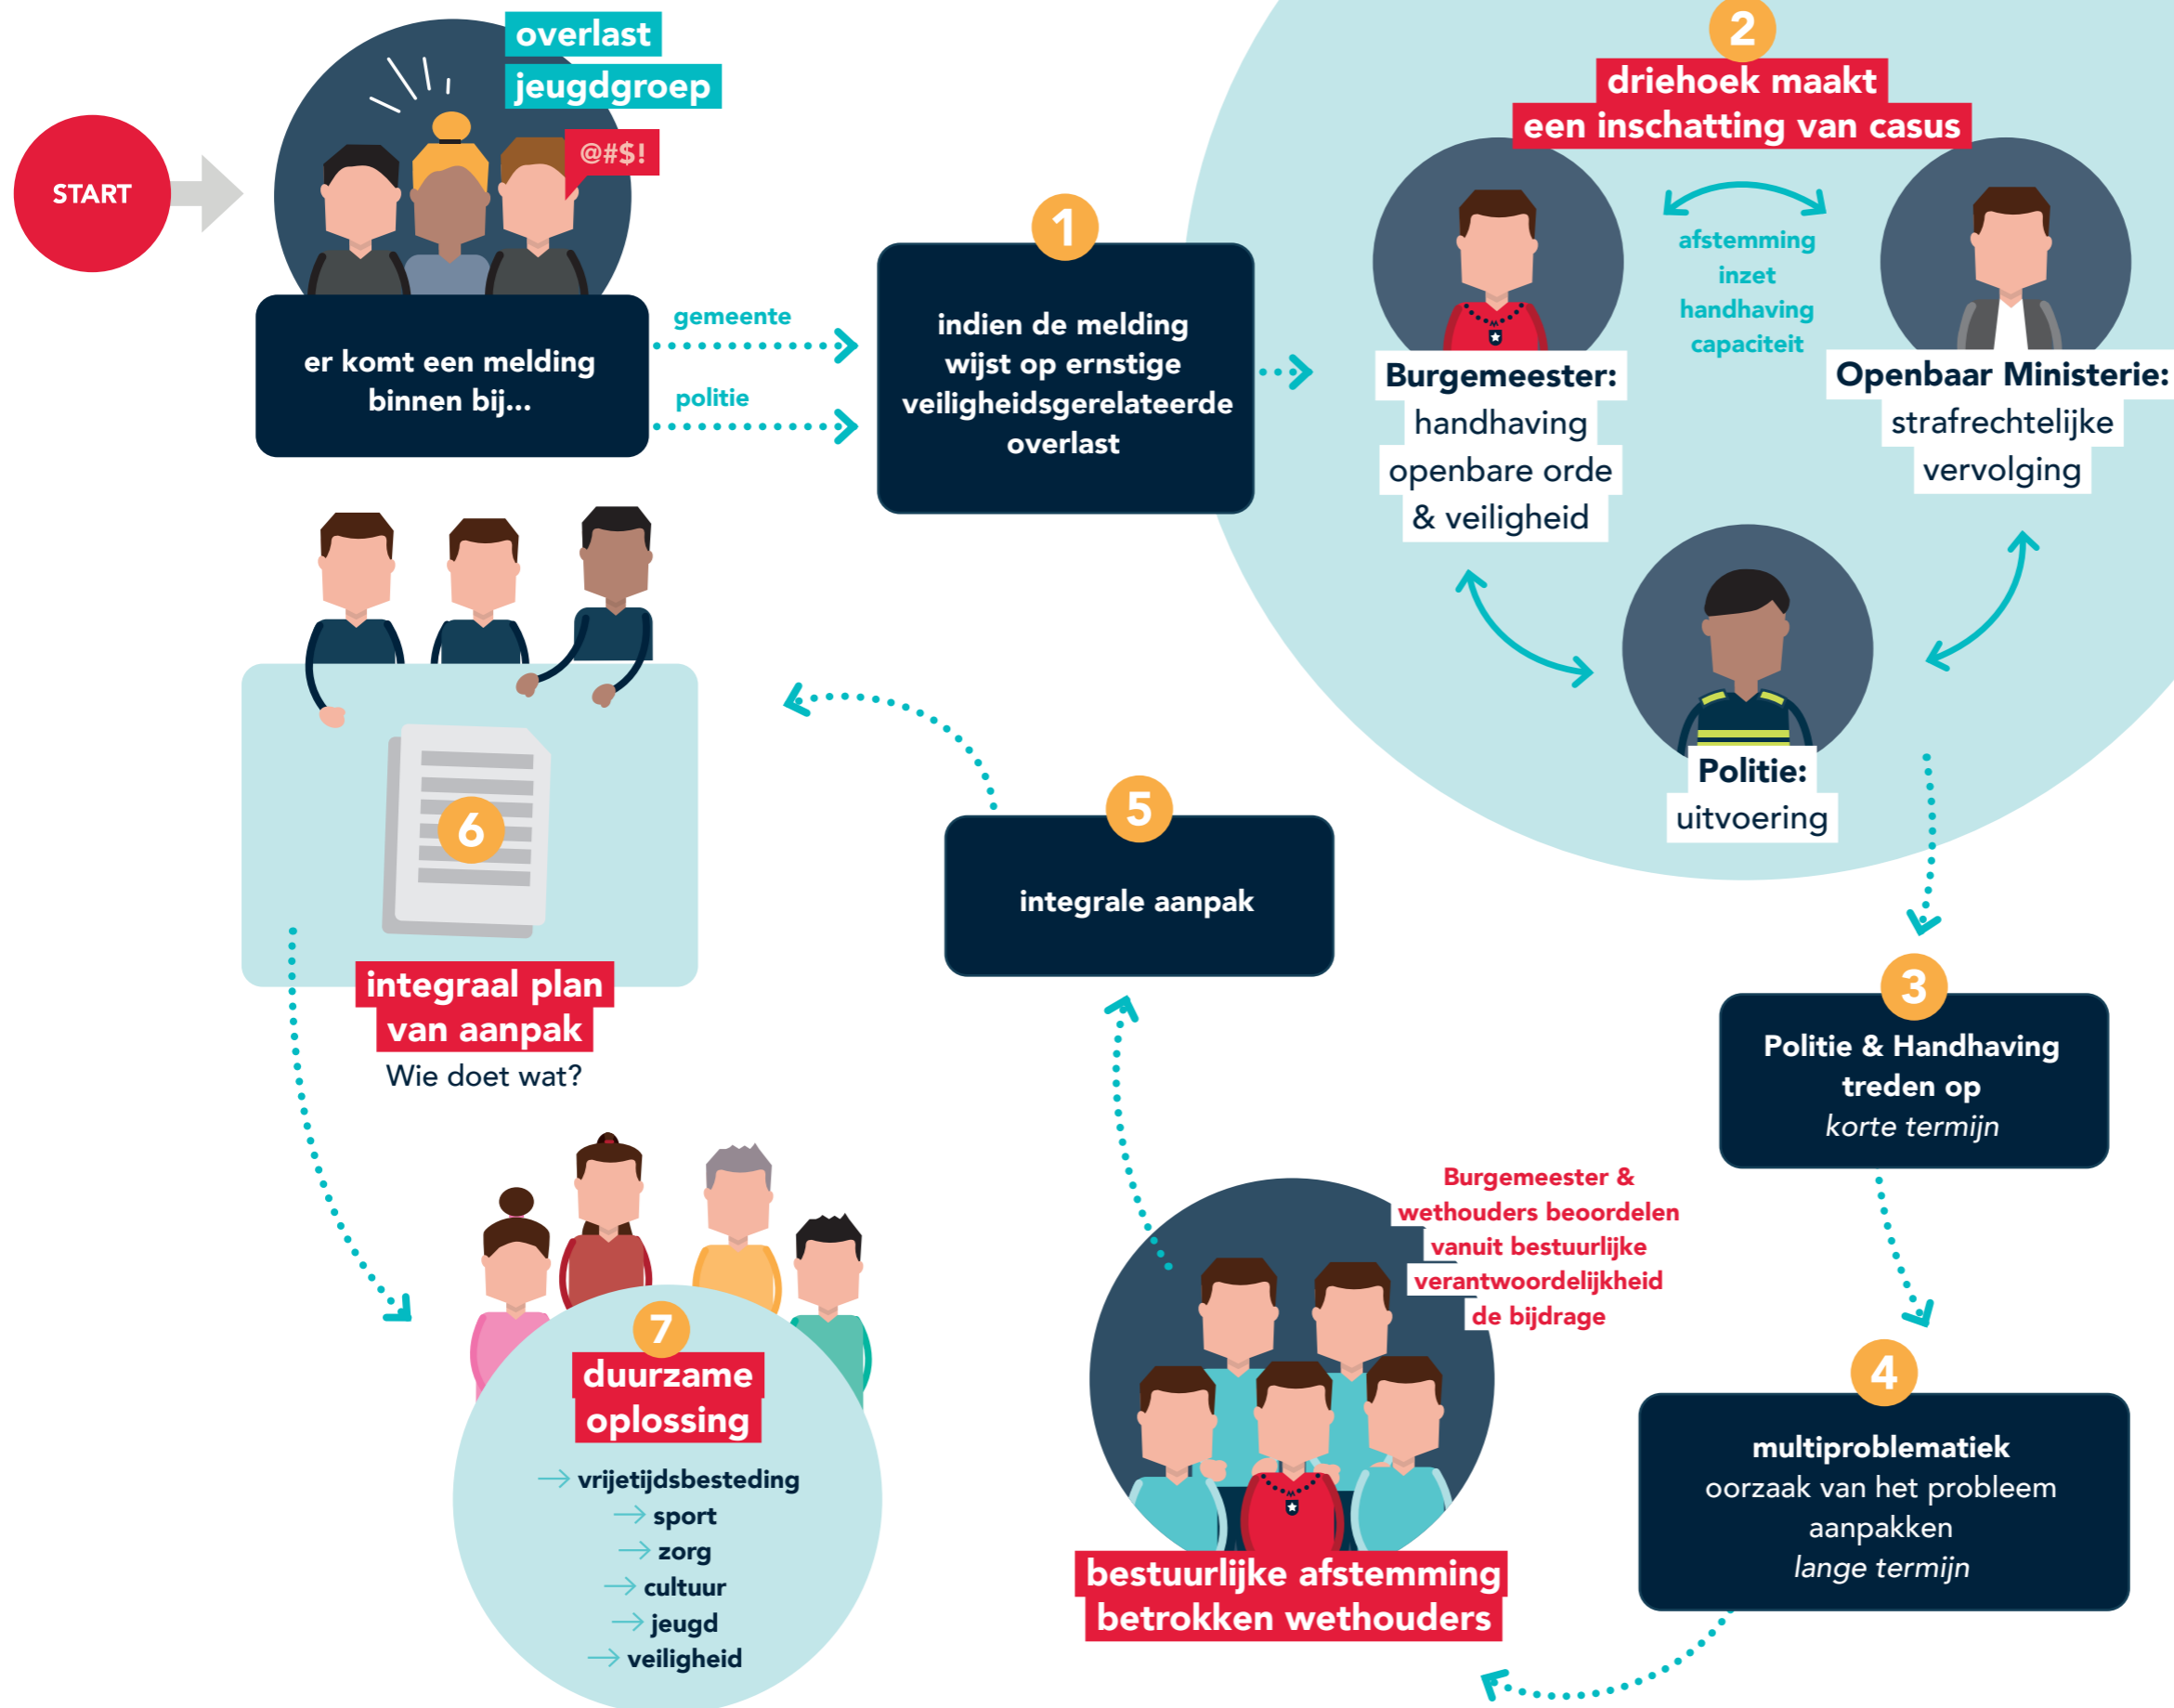 START
overlast
jeugdgroep
@#$!
er komt een melding
binnen bij...
gemeente
politie
1
indien de melding
wijst op ernstige
veiligheidsgerelateerde
overlast
2
driehoek maakt
een inschatting van casus
afstemming
inzet
handhaving
capaciteit
Burgemeester:
handhaving
openbare orde
& veiligheid
Openbaar Ministerie:
strafrechtelijke
vervolging
Politie:
uitvoering
3
Politie & Handhaving
treden op
korte termijn
4
multiproblematiek
oorzaak van het probleem
aanpakken
lange termijn
Burgemeester &
wethouders beoordelen
vanuit bestuurlijke
verantwoordelijkheid
de bijdrage
bestuurlijke afstemming
betrokken wethouders
5
integrale aanpak
6
integraal plan
van aanpak
Wie doet wat?
7
duurzame
oplossing
→ vrijetijdsbesteding
→ sport
→ zorg
→ cultuur
→ jeugd
→ veiligheid